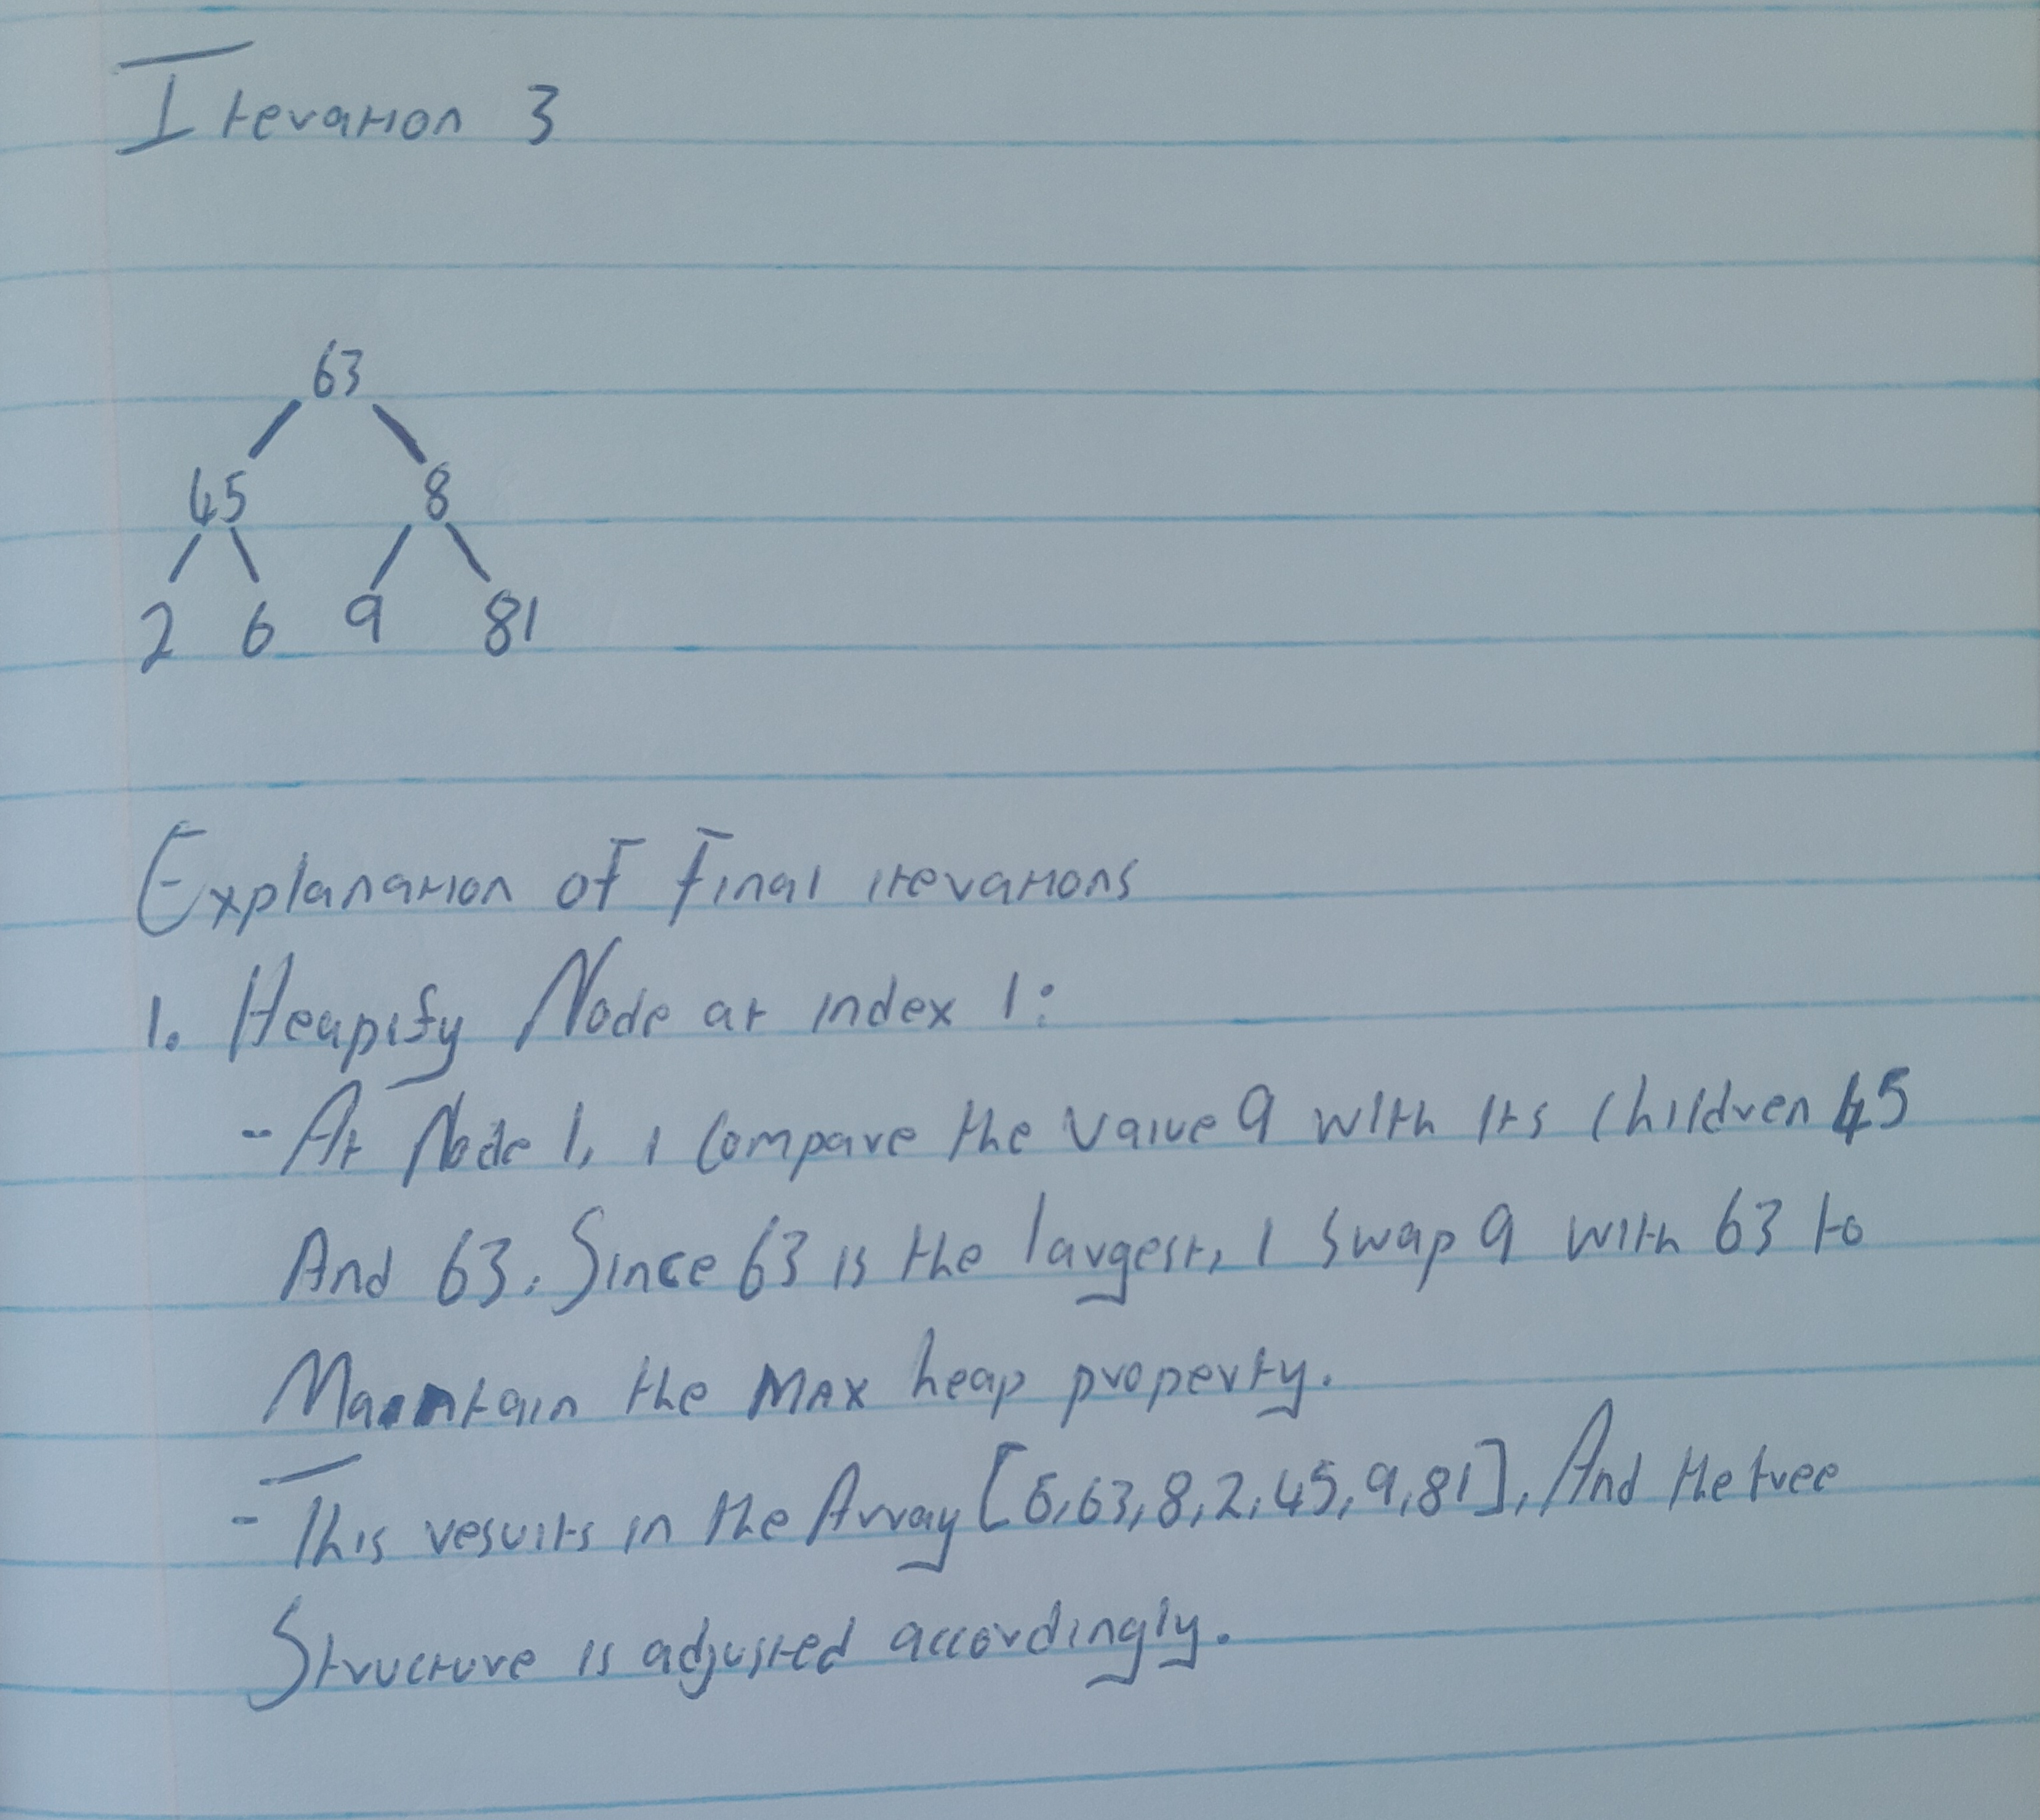 Iteration 3
63
45 8
2 6 9 81
Explanation of Final iterations
1. Heapify Node at index 1:
- At Node 1, i compare the value 9 with its children 45
And 63. Since 63 is the largest, I swap 9 with 63 to
Maintain the MAX heap property.
- This results in the Array [6,63,8,2,45,9,81], And the tree
Structure is adjusted accordingly.